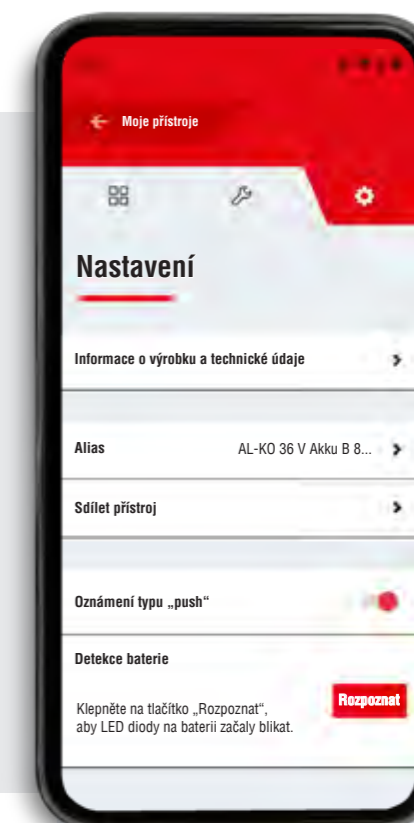 Moje přístroje
Nastavení
Informace o výrobku a technické údaje
Alias AL-KO 36 V Akku B 8...
Sdílet přístroj
Oznámení typu „push“
Detekce baterie
Klepněte na tlačítko „Rozpoznat“,
aby LED diody na baterii začaly blikat.
Rozpoznat